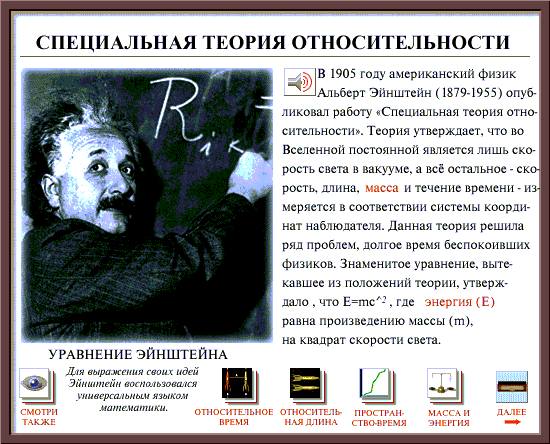 СПЕЦИАЛЬНАЯ ТЕОРИЯ ОТНОСИТЕЛЬНОСТИ
R =
i k
В 1905 году американский физик
Альберт Эйнштейн (1879-1955) опуб-
ликовал работу «Специальная теория отно-
сительности». Теория утверждает, что во
Вселенной постоянной является лишь ско-
рость света в вакууме, а всё остальное - ско-
рость, длина, масса и течение времени - из-
меряется в соответствии системы коорди-
нат наблюдателя. Данная теория решила
ряд проблем, долгое время беспокоивших
физиков. Знаменитое уравнение, выте-
кавшее из положений теории, утверж-
дало , что E=mc^2 , где энергия (E)
равна произведению массы (m),
на квадрат скорости света.
УРАВНЕНИЕ ЭЙНШТЕЙНА
Для выражения своих идей
Эйнштейн воспользовался
универсальным языком
математики.
СМОТРИ
ТАКЖЕ
ОТНОСИТЕЛЬНОЕ
ВРЕМЯ
ОТНОСИТЕЛЬ-
НАЯ ДЛИНА
ПРОСТРАН-
СТВО-ВРЕМЯ
МАССА И
ЭНЕРГИЯ
ДАЛЕЕ